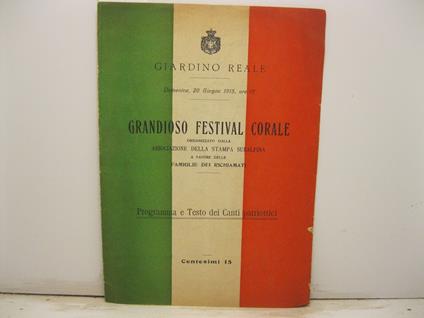 GIARDINO REALE
Domenica, 20 Giugno 1915, ore 17
GRANDIOSO FESTIVAL CORALE
ORGANIZZATO DALLA
ASSOCIAZIONE DELLA STAMPA SUBALPINA
A FAVORE DELLE
FAMIGLIE DEI RICHIAMATI
Programma e Testo dei Canti patriottici
Centesimi 15